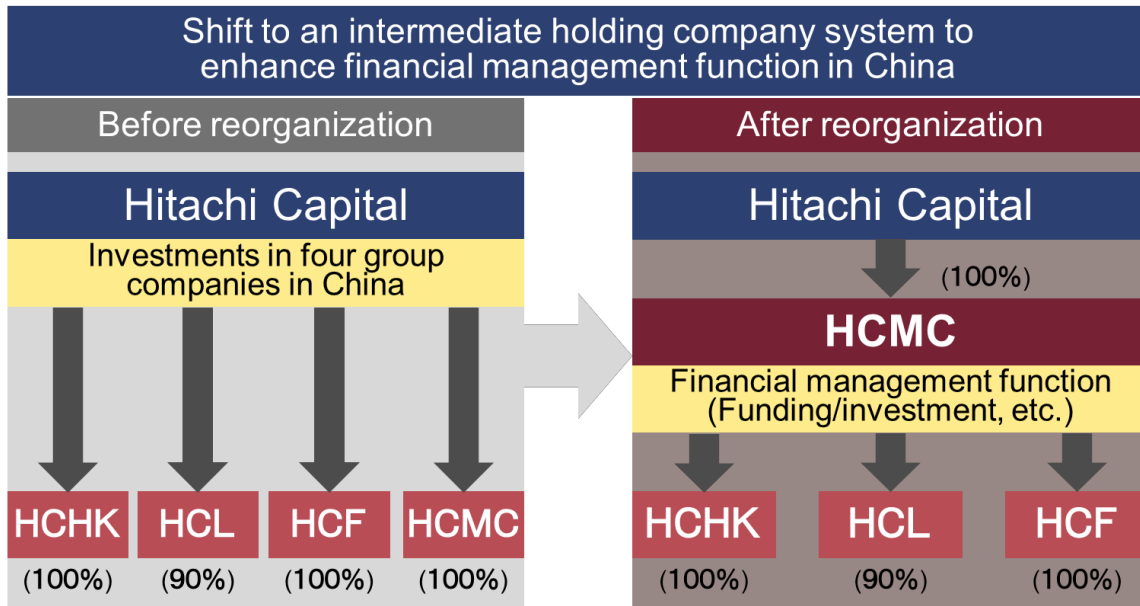 Shift to an intermediate holding company system to
enhance financial management function in China
Before reorganization
Hitachi Capital
Investments in four group
companies in China
HCHK HCL HCF HCMC
(100%) (90%) (100%) (100%)
After reorganization
Hitachi Capital
(100%)
HCMC
Financial management function
(Funding/investment, etc.)
HCHK HCL HCF
(100%) (90%) (100%)